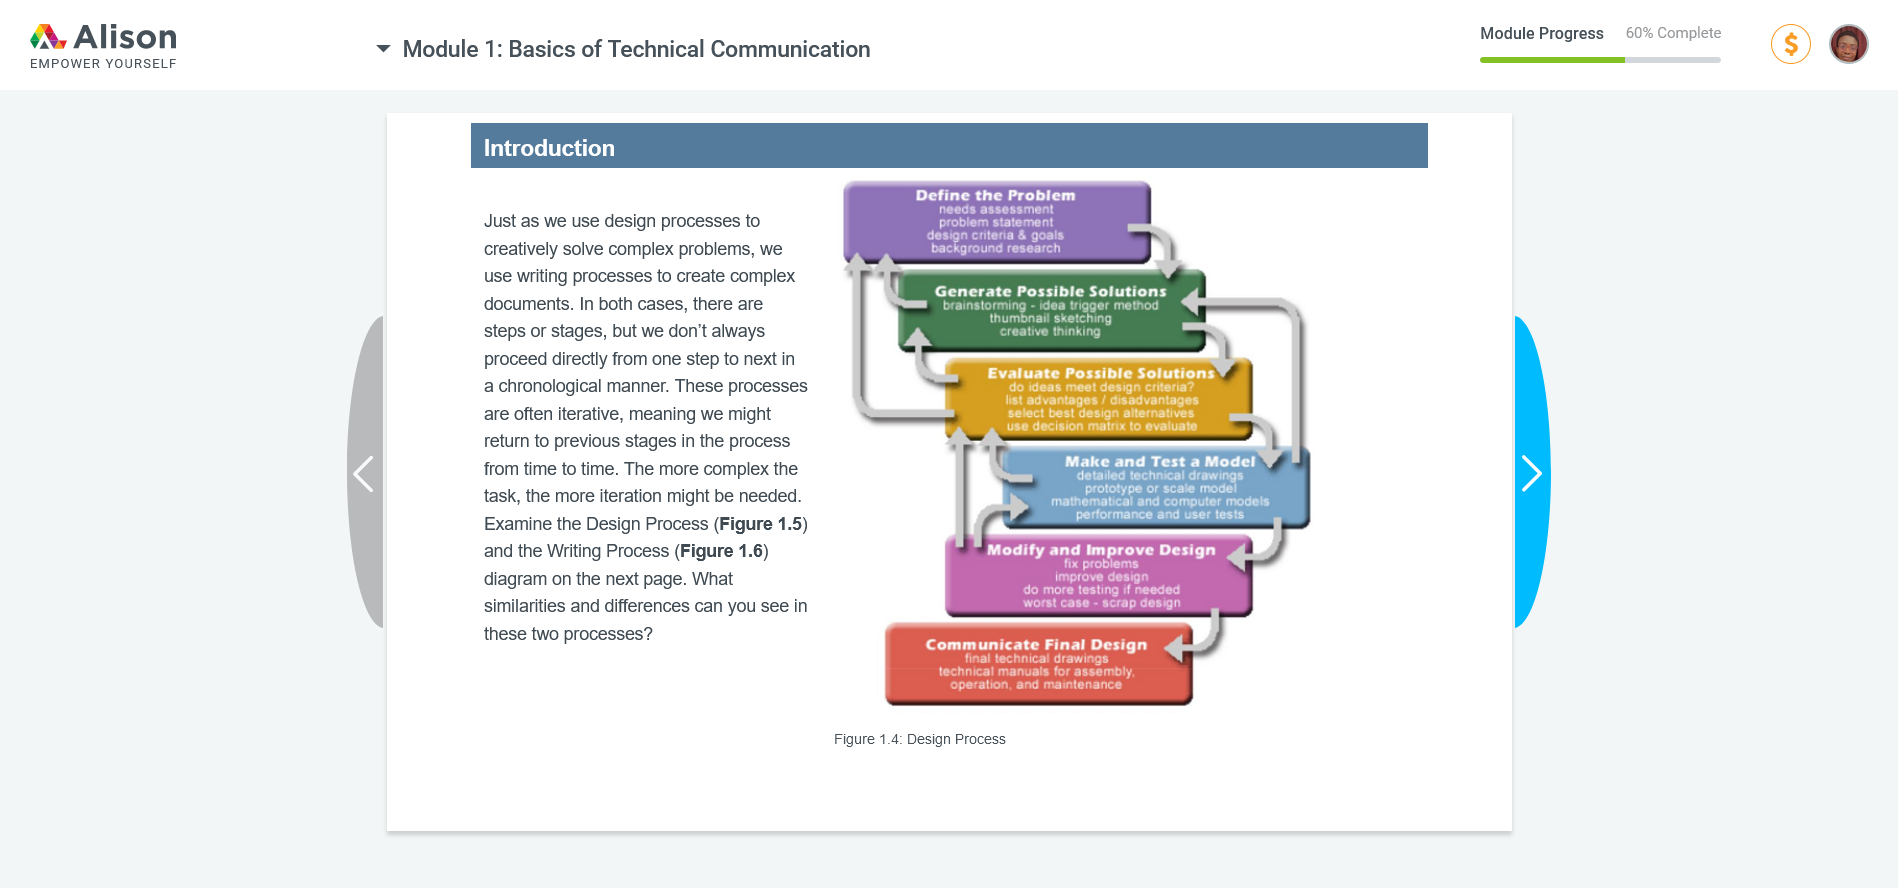 Alison
EMPOWER YOURSELF
Module 1: Basics of Technical Communication
Module Progress
60% Complete
$
Introduction
Just as we use design processes to
creatively solve complex problems, we
use writing processes to create complex
documents. In both cases, there are
steps or stages, but we don’t always
proceed directly from one step to next in
a chronological manner. These processes
are often iterative, meaning we might
return to previous stages in the process
from time to time. The more complex the
task, the more iteration might be needed.
Examine the Design Process (Figure 1.5)
and the Writing Process (Figure 1.6)
diagram on the next page. What
similarities and differences can you see in
these two processes?
Define the Problem
needs assessment
problem statement
design criteria & goals
background research
Generate Possible Solutions
brainstorming - idea trigger method
thumbnail sketching
creative thinking
Evaluate Possible Solutions
do ideas meet design criteria?
list advantages / disadvantages
select best design alternatives
use decision matrix to evaluate
Make and Test a Model
detailed technical drawings
prototype or scale model
mathematical and computer models
performance and user tests
Modify and Improve Design
fix problems
improve design
do more testing if needed
worst case - scrap design
Communicate Final Design
final technical drawings
technical manuals for assembly,
operation, and maintenance
Figure 1.4: Design Process